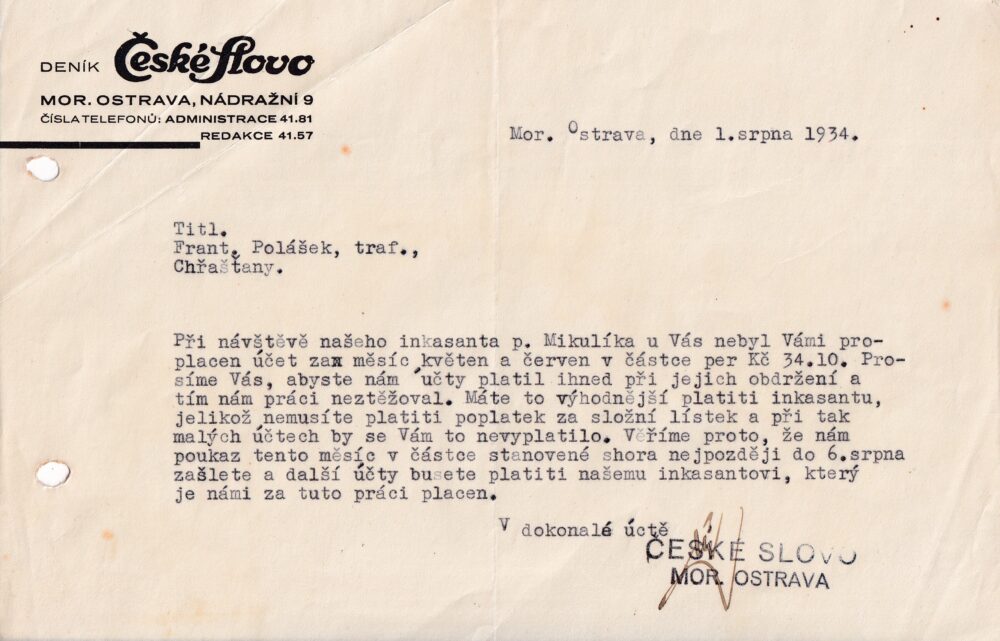 DENÍK České Slovo
MOR. OSTRAVA, NÁDRAŽNÍ 9
ČÍSLA TELEFONŮ: ADMINISTRACE 41.81
REDAKCE 41.57
Mor. Ostrava, dne 1.srpna 1934.
Titl.
Frant. Polášek, traf.,
Chřašťany.
Při návštěvě našeho inkasanta p. Mikulíka u Vás nebyl Vámi pro-
placen účet zax měsíc květen a červen v částce per Kč 34.10. Pro-
síme Vás, abyste nám účty platil ihned při jejich obdržení a
tím nám práci neztěžoval. Máte to výhodnější platiti inkasantu,
jelikož nemusíte platiti poplatek za složní lístek a při tak
malých účtech by se Vám to nevyplatilo. Věříme proto, že nám
poukaz tento měsíc v částce stanovené shora nejpozději do 6.srpna
zašlete a další účty busete platiti našemu inkasantovi, který
je námi za tuto práci placen.
V dokonalé úctě
ČESKÉ SLOVO
MOR. OSTRAVA